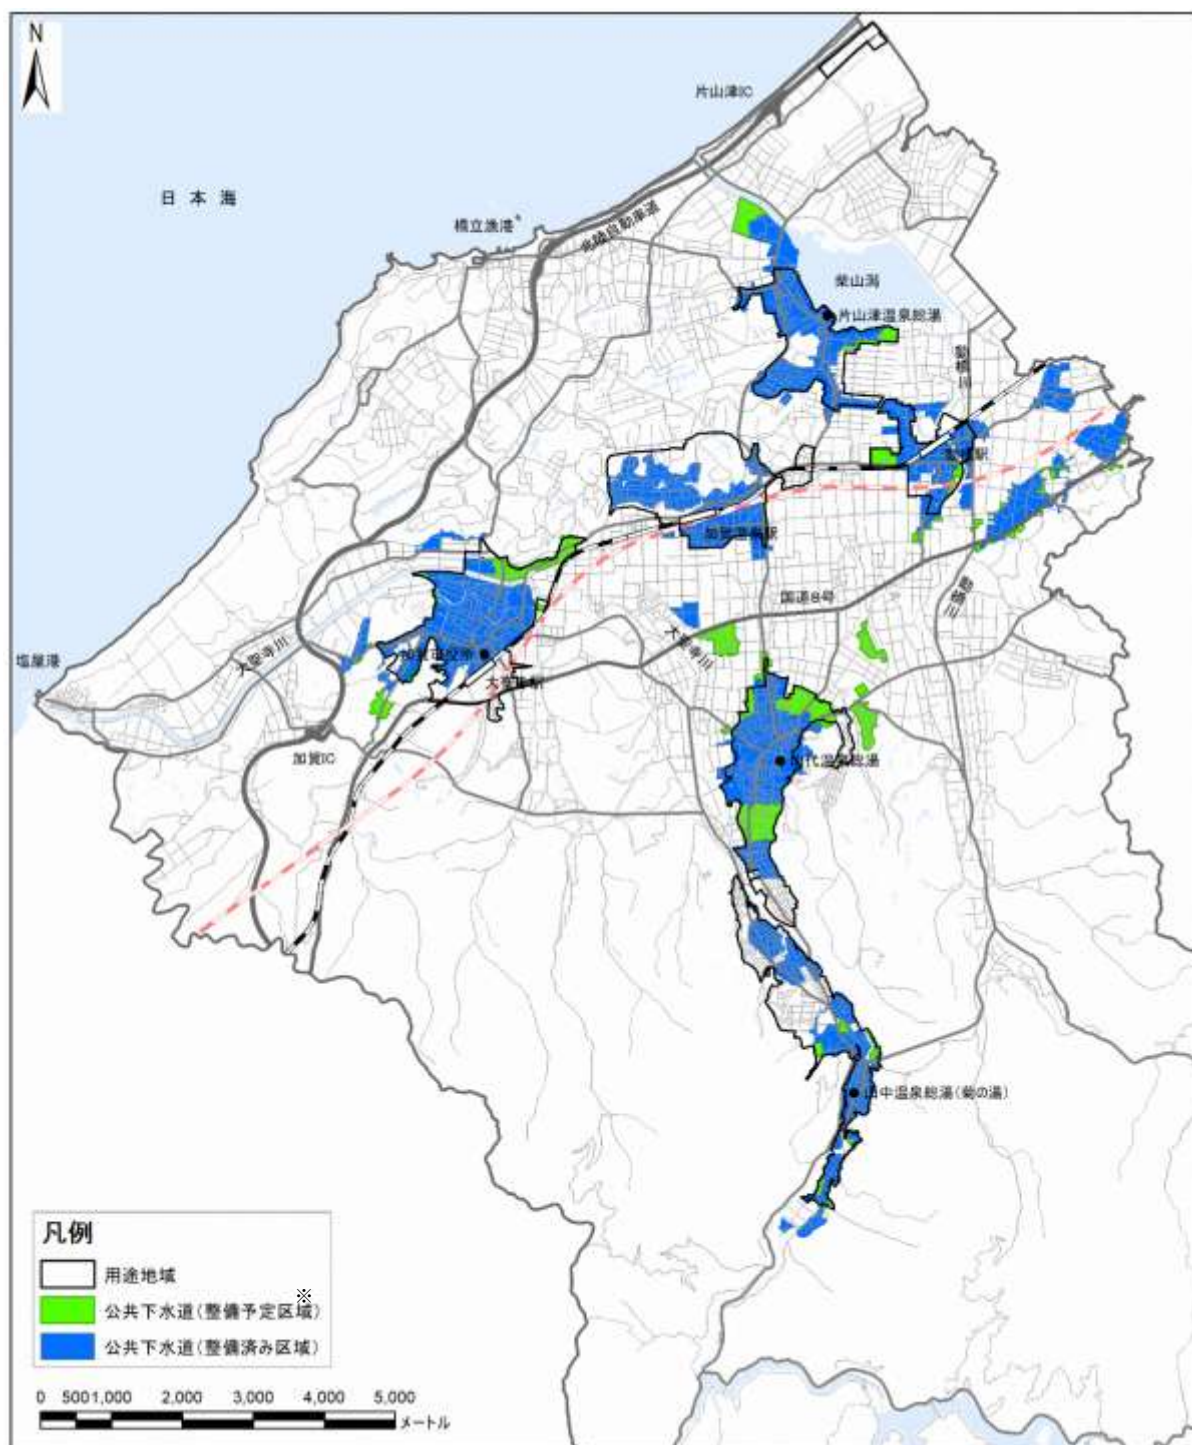 N
片山津IC
日本海
橋立漁港
北陸自動車道
柴山潟
片山津温泉総湯
動橋川
動橋駅
加賀温泉駅
国道8号
動橋川
大聖寺川
塩屋港
大聖寺川
加賀市役所
大聖寺駅
加賀IC
山代温泉総湯
山中温泉総湯(菊の湯)
凡例
用途地域
※
公共下水道(整備予定区域)
公共下水道(整備済み区域)
0 500 1,000 2,000 3,000 4,000 5,000
メートル